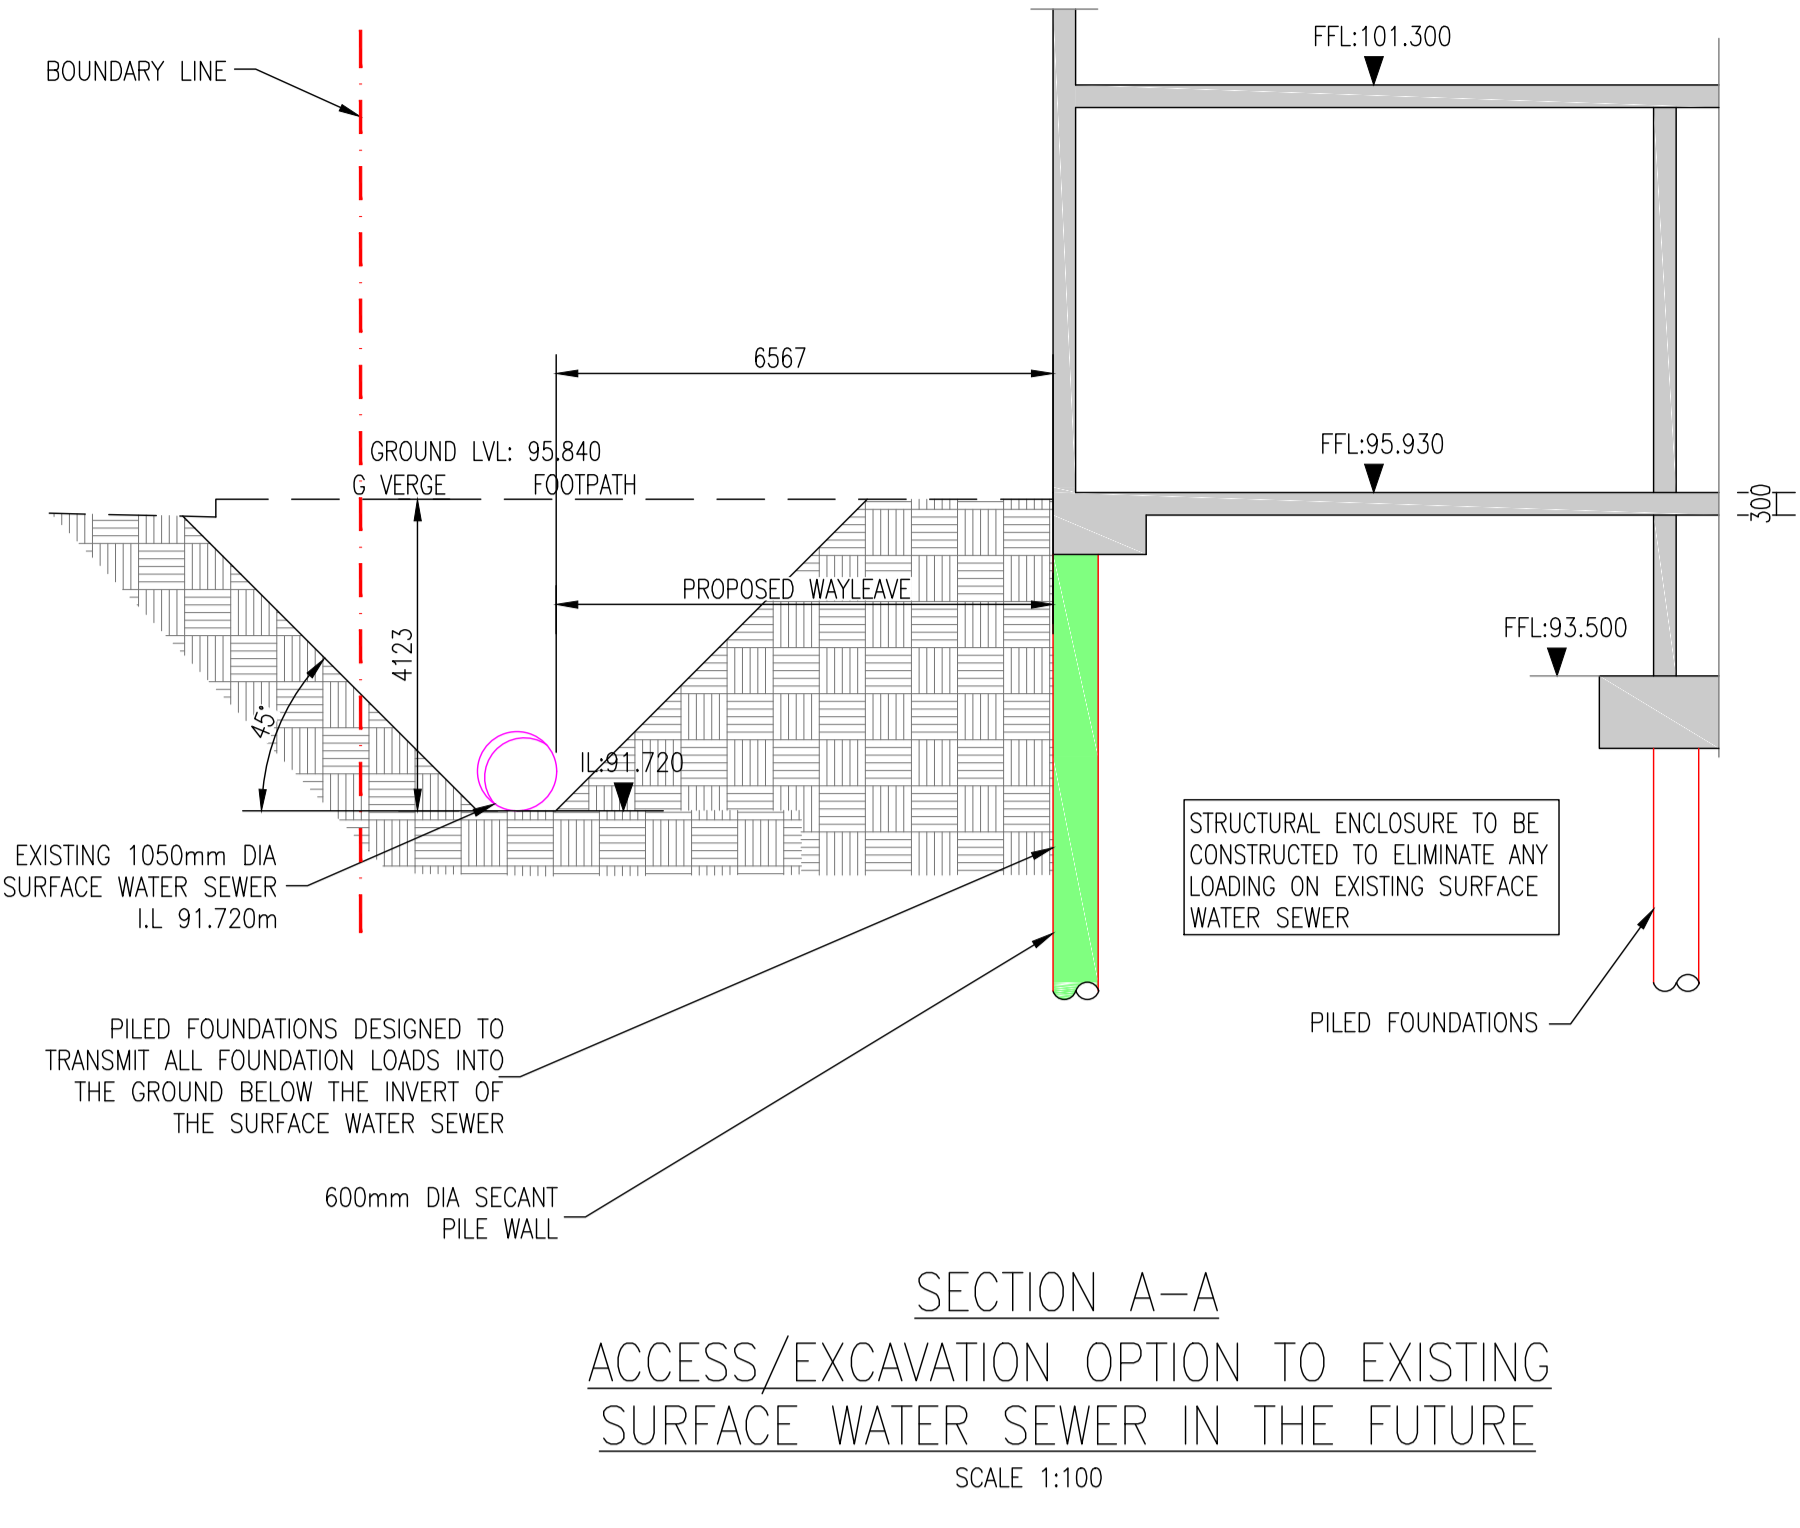 FFL:101.300
BOUNDARY LINE
6567
GROUND LVL: 95.840
G VERGE
FOOTPATH
FFL:95.930
300
PROPOSED WAYLEAVE
4123
FFL:93.500
45°
IL:91.720
EXISTING 1050mm DIA
SURFACE WATER SEWER
I.L 91.720m
STRUCTURAL ENCLOSURE TO BE
CONSTRUCTED TO ELIMINATE ANY
LOADING ON EXISTING SURFACE
WATER SEWER
PILED FOUNDATIONS
PILED FOUNDATIONS DESIGNED TO
TRANSMIT ALL FOUNDATION LOADS INTO
THE GROUND BELOW THE INVERT OF
THE SURFACE WATER SEWER
600mm DIA SECANT
PILE WALL
SECTION A-A
ACCESS/EXCAVATION OPTION TO EXISTING
SURFACE WATER SEWER IN THE FUTURE
SCALE 1:100